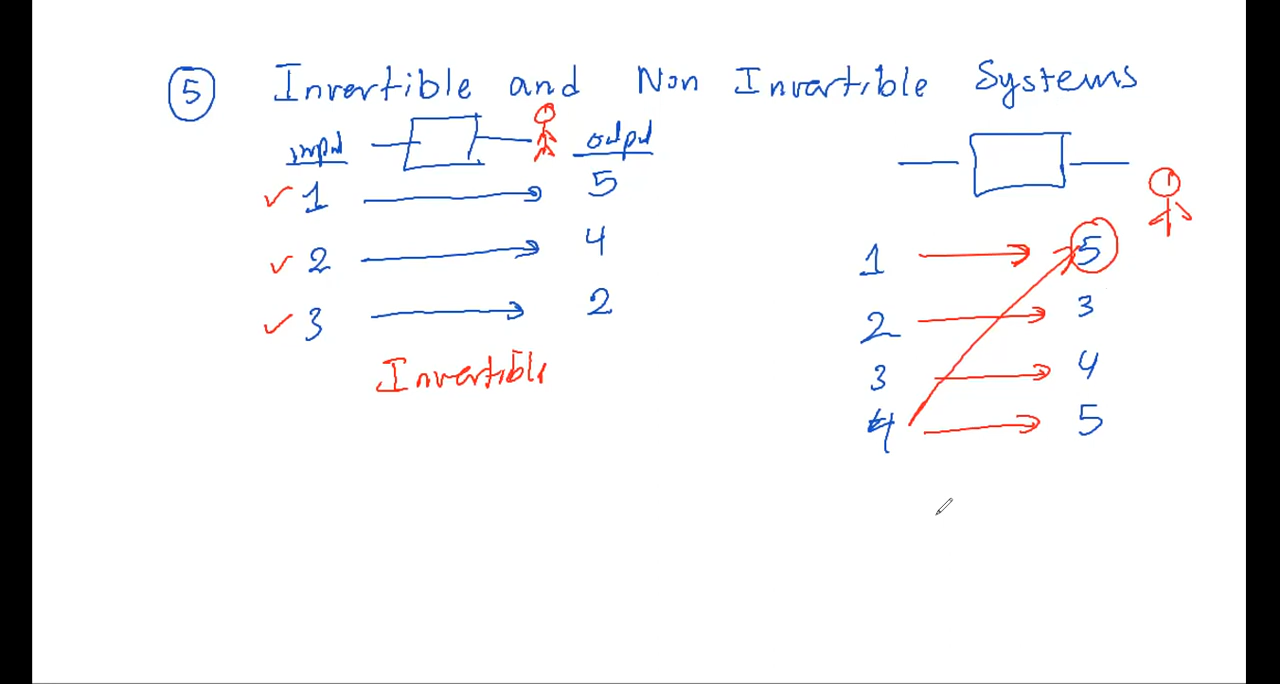 5 Invertible and Non Invertible Systems
input output
1 5
2 4
3 2
Invertible
1 5
2 3
3 4
4 5